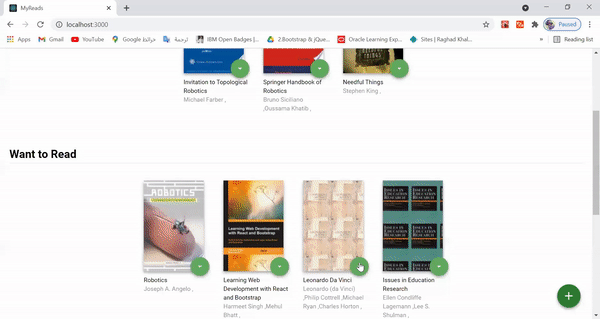 MyReads
localhost:3000
Paused
Apps
Gmail
YouTube
حرائط Google
ترجمة
IBM Open Badges |...
2:Bootstrap & jQue...
Oracle Learning Exp...
Sites | Raghad Khal...
Reading list
Invitation to Topological
Robotics
Michael Farber ,
Springer Handbook of
Robotics
Bruno Siciliano
,Oussama Khatib ,
Needful Things
Stephen King ,
THINGS
Want to Read
ROBOTICS
Learning Web Development
with React and Bootstrap
ISSUES IN
EDUCATION
RESEARCH
Robotics
Joseph A. Angelo ,
Learning Web
Development with React
and Bootstrap
Harmeet Singh ,Mehul
Bhatt ,
Leonardo Da Vinci
Leonardo (da Vinci)
,Philip Cottrell ,Michael
Ryan ,Charles Horton ,
Issues in Education
Research
Ellen Condliffe
Lagemann ,Lee S.
Shulman ,